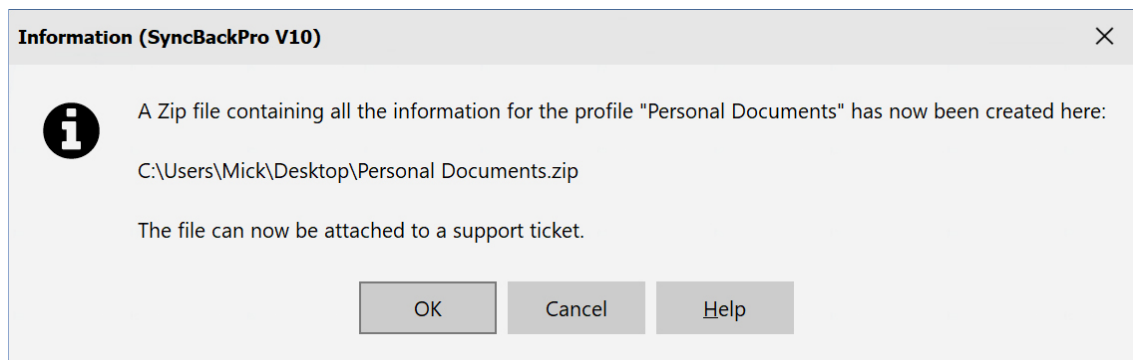 Information (SyncBackPro V10)
A Zip file containing all the information for the profile "Personal Documents" has now been created here:
C:\Users\Mick\Desktop\Personal Documents.zip
The file can now be attached to a support ticket.
OK Cancel Help